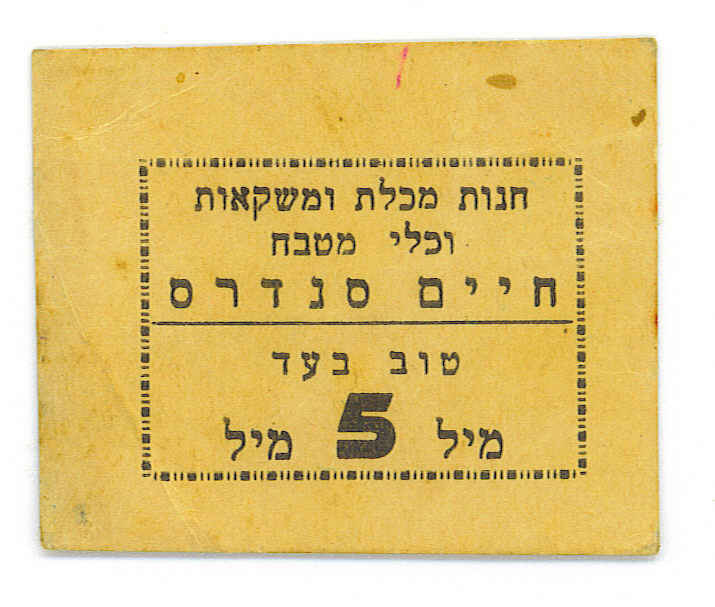 חנות מכלת ומשקאות
וכלי מטבח
חיים סנדרס
טוב בעד
מיל 5 מיל